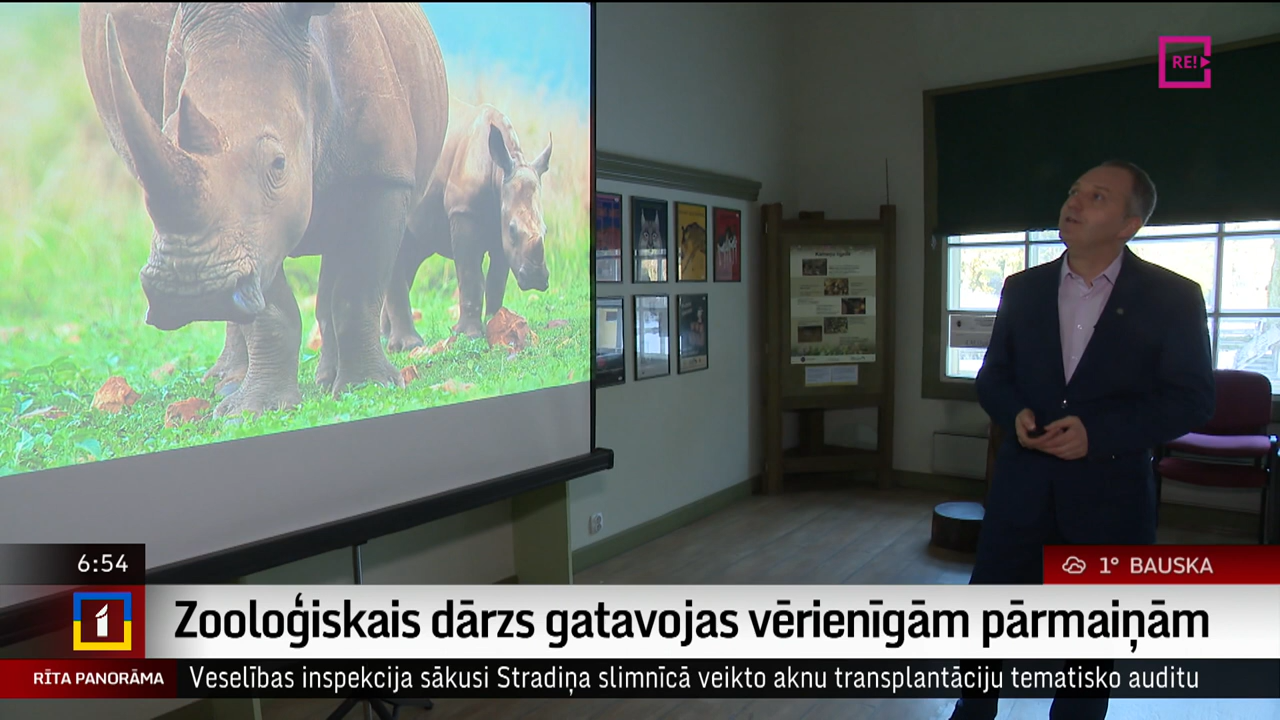 RE!
6:54
1° BAUSKA
1
Zooloģiskais dārzs gatavojas vērienīgām pārmaiņām
RĪTA PANORĀMA
Veselības inspekcija sākusi Stradiņa slimnīcā veikto aknu transplantāciju tematisko auditu